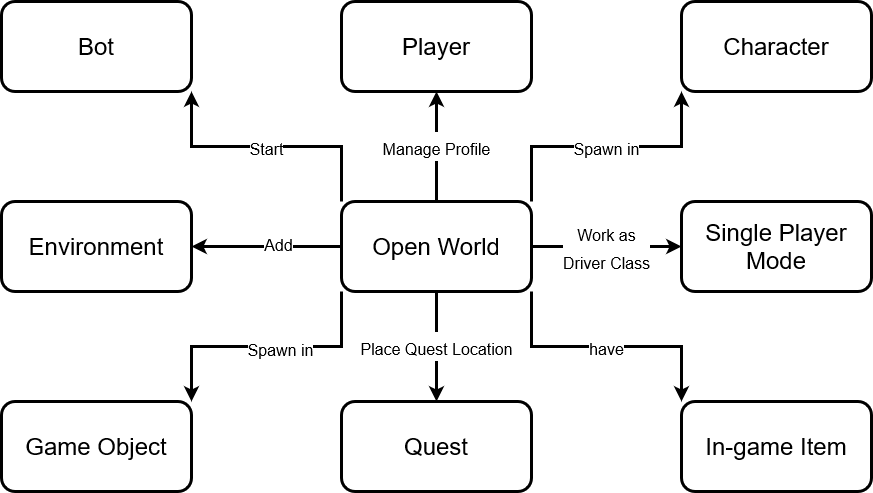 Bot
Player
Character
Start
Manage Profile
Spawn in
Environment
Add
Open World
Work as
Driver Class
Single Player
Mode
Spawn in
Place Quest Location
have
Game Object
Quest
In-game Item